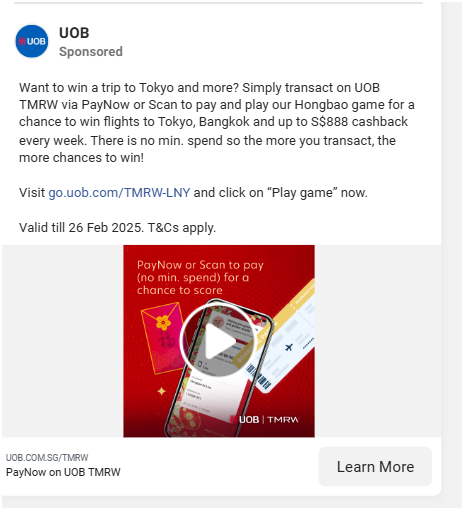 UOB
UOB
Sponsored
Want to win a trip to Tokyo and more? Simply transact on UOB
TMRW via PayNow or Scan to pay and play our Hongbao game for a
chance to win flights to Tokyo, Bangkok and up to S$888 cashback
every week. There is no min. spend so the more you transact, the
more chances to win!
Visit go.uob.com/TMRW-LNY and click on “Play game” now.
Valid till 26 Feb 2025. T&Cs apply.
PayNow or Scan to pay
(no min. spend) for a
chance to score
UOB | TMRW
UOB.COM.SG/TMRW
PayNow on UOB TMRW
Learn More